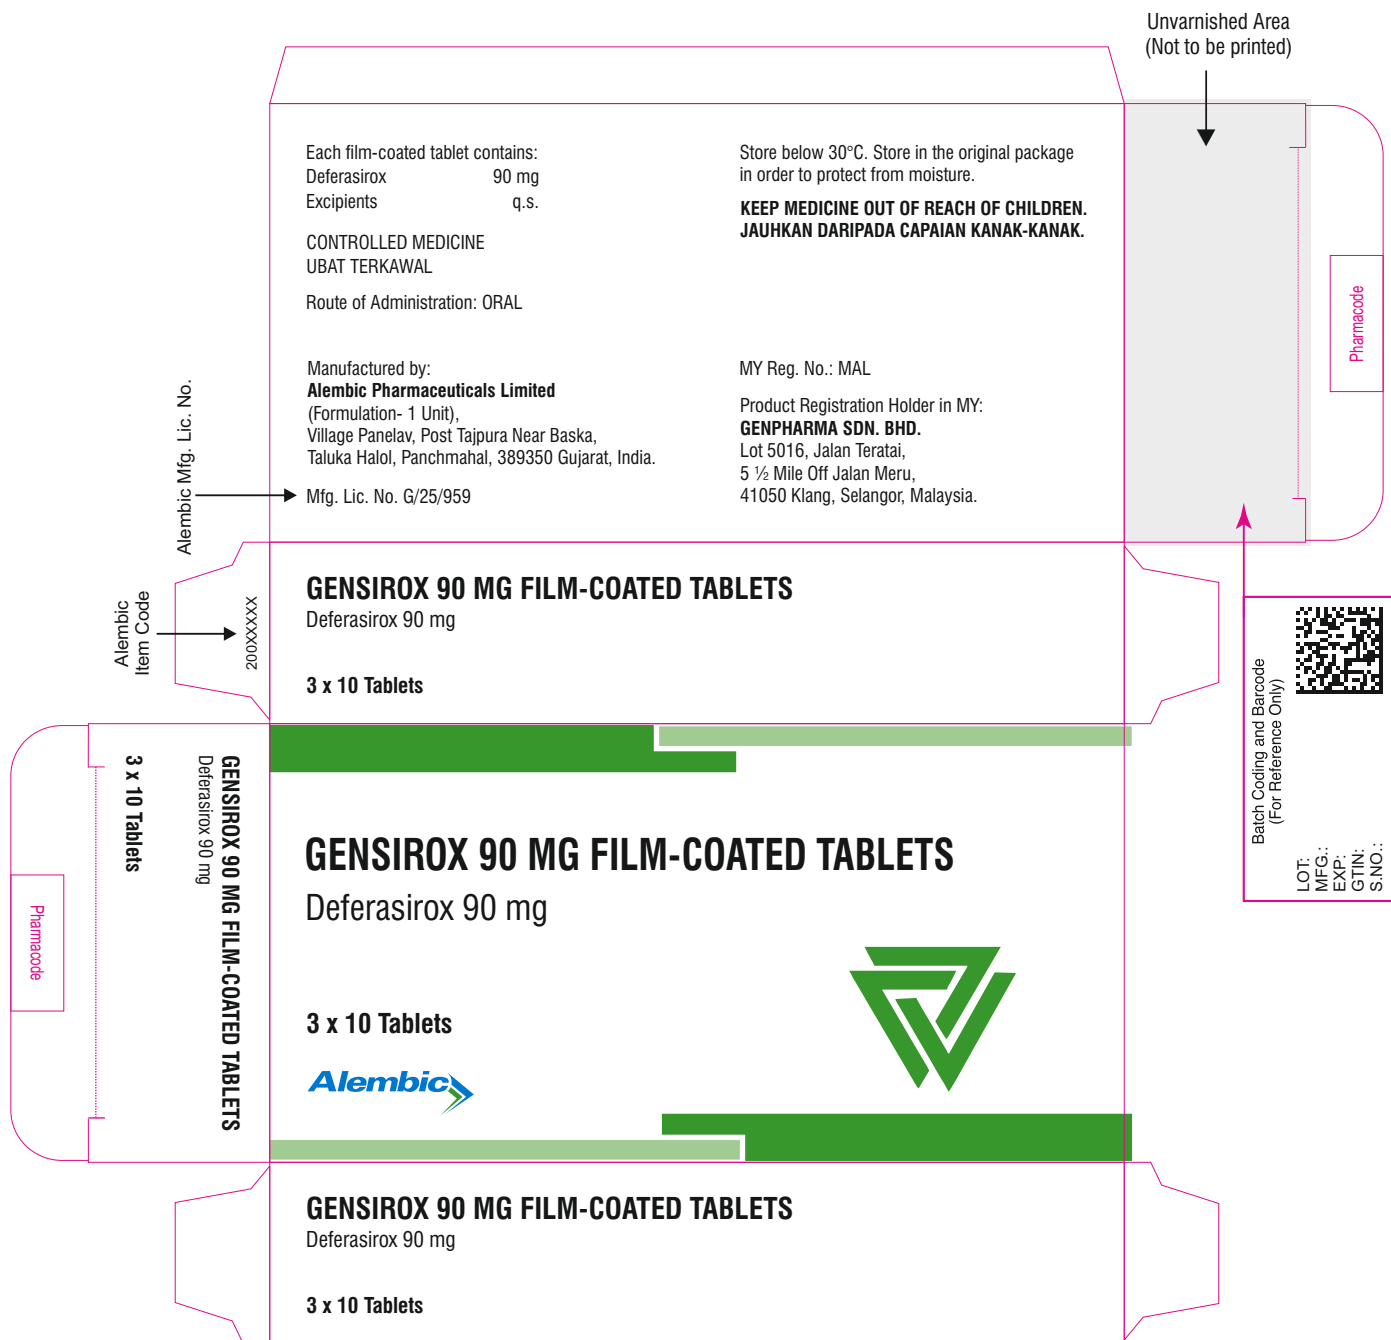 Unvarnished Area
(Not to be printed)
Each film-coated tablet contains:
Deferasirox 90 mg
Excipients q.s.
CONTROLLED MEDICINE
UBAT TERKAWAL
Route of Administration: ORAL
Store below 30°C. Store in the original package
in order to protect from moisture.
KEEP MEDICINE OUT OF REACH OF CHILDREN.
JAUHKAN DARIPADA CAPAIAN KANAK-KANAK.
Pharmacode
Manufactured by:
Alembic Pharmaceuticals Limited
(Formulation- 1 Unit),
Village Panelav, Post Tajpura Near Baska,
Taluka Halol, Panchmahal, 389350 Gujarat, India.
Mfg. Lic. No. G/25/959
MY Reg. No.: MAL
Product Registration Holder in MY:
GENPHARMA SDN. BHD.
Lot 5016, Jalan Teratai,
5 ½ Mile Off Jalan Meru,
41050 Klang, Selangor, Malaysia.
Alembic Mfg. Lic. No.
Alembic
Item Code
200XXXXX
GENSIROX 90 MG FILM-COATED TABLETS
Deferasirox 90 mg
3 x 10 Tablets
Batch Coding and Barcode
(For Reference Only)
LOT:
MFG.:
EXP.:
GTIN:
S.NO.:
Pharmacode
GENSIROX 90 MG FILM-COATED TABLETS
Deferasirox 90 mg
3 x 10 Tablets
GENSIROX 90 MG FILM-COATED TABLETS
Deferasirox 90 mg
3 x 10 Tablets
Alembic
GENSIROX 90 MG FILM-COATED TABLETS
Deferasirox 90 mg
3 x 10 Tablets